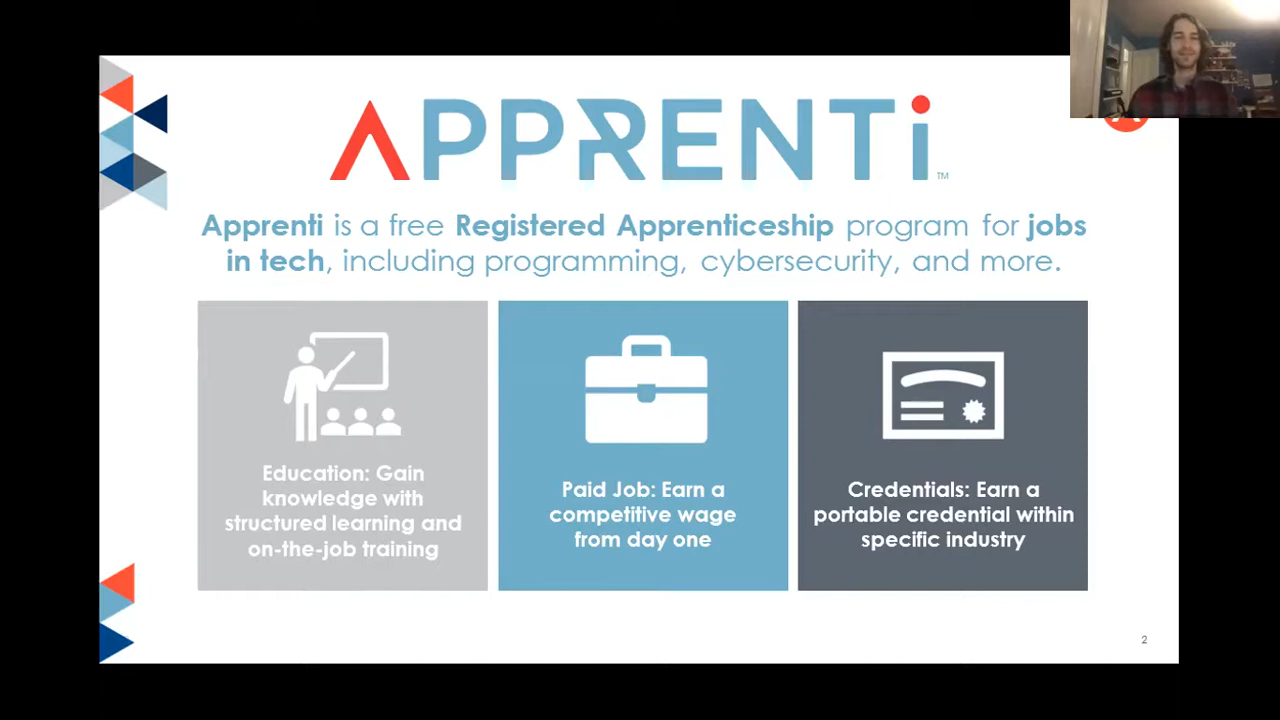 APPRENTi™
Apprenti is a free Registered Apprenticeship program for jobs
in tech, including programming, cybersecurity, and more.
Education: Gain
knowledge with
structured learning and
on-the-job training
Paid Job: Earn a
competitive wage
from day one
Credentials: Earn a
portable credential within
specific industry
2